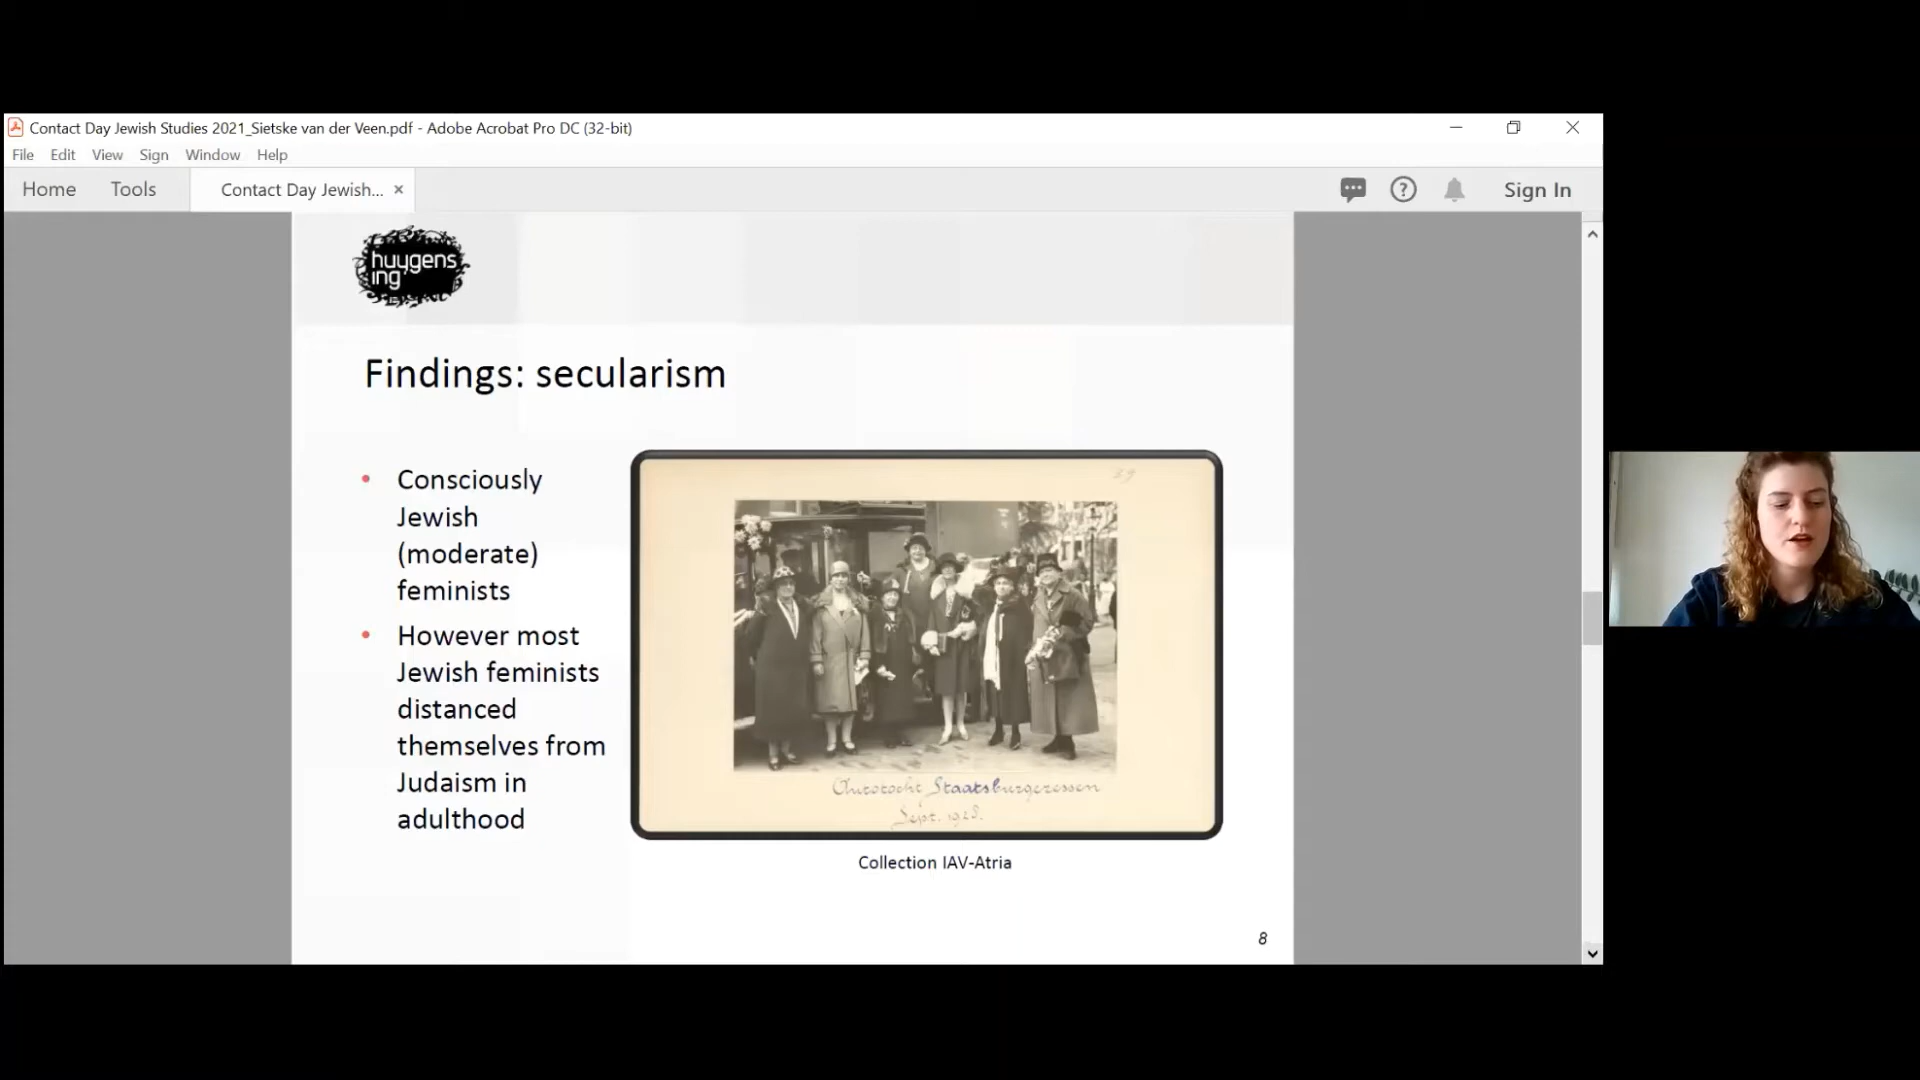 Contact Day Jewish Studies 2021_Sietske van der Veen.pdf - Adobe Acrobat Pro DC (32-bit)
File Edit View Sign Window Help
Home Tools Contact Day Jewish... × Sign In
huygens
ing
Findings: secularism
• Consciously
Jewish
(moderate)
feminists
• However most
Jewish feminists
distanced
themselves from
Judaism in
adulthood
39
Autotocht Staatsburgeressen
Sept. 1928.
Collection IAV-Atria
8